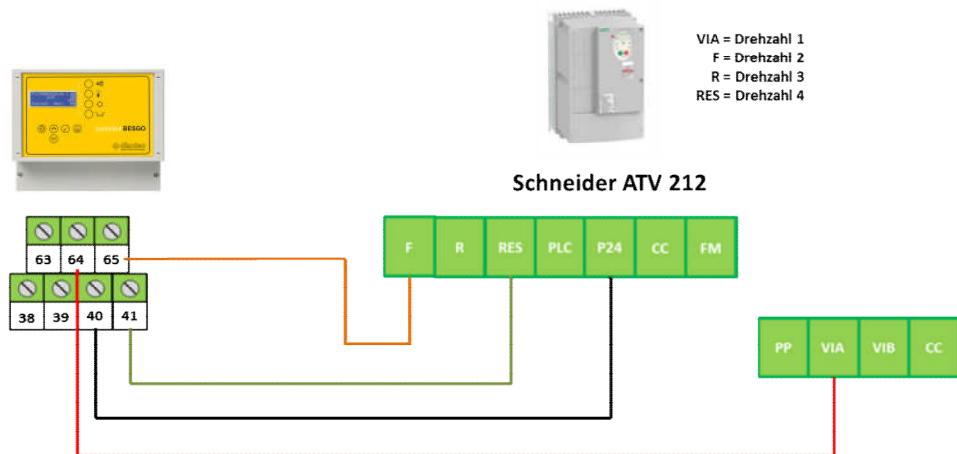 VIA = Drehzahl 1
F = Drehzahl 2
R = Drehzahl 3
RES = Drehzahl 4
BESGO
Schneider ATV 212
F R RES PLC P24 CC FM
63 64 65
38 39 40 41
PP VIA VIB CC